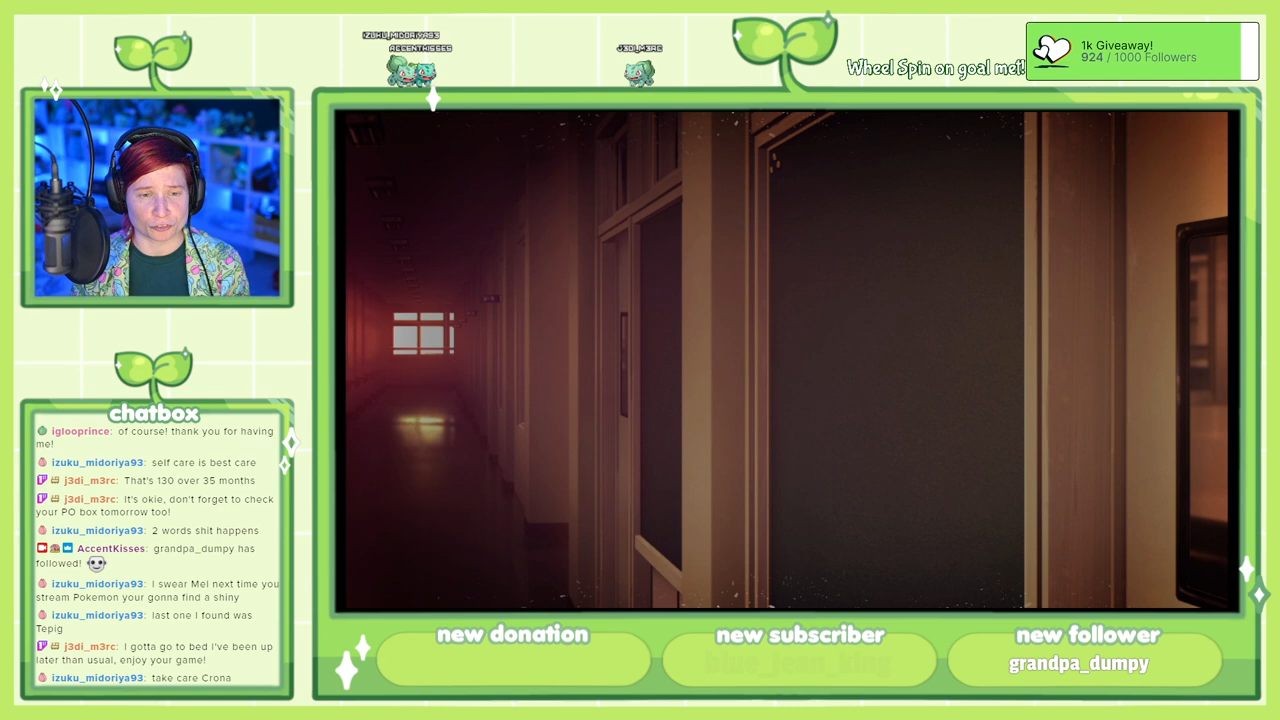 IZUKU_MIDORIYA93
ACCENTKISSES
J3DI_M3RC
Wheel Spin on goal met!
1k Giveaway!
924 / 1000 Followers
chatbox
iglooprince: of course! thank you for having
me!
izuku_midoriya93: self care is best care
j3di_m3rc: That's 130 over 35 months
j3di_m3rc: It's okie, don't forget to check
your PO box tomorrow too!
izuku_midoriya93: 2 words shit happens
AccentKisses: grandpa_dumpy has
followed!
izuku_midoriya93: I swear Mel next time you
stream Pokemon your gonna find a shiny
izuku_midoriya93: last one I found was
Tepig
j3di_m3rc: I gotta go to bed I've been up
later than usual, enjoy your game!
izuku_midoriya93: take care Crona
new donation
new subscriber
blue_jean_king
new follower
grandpa_dumpy